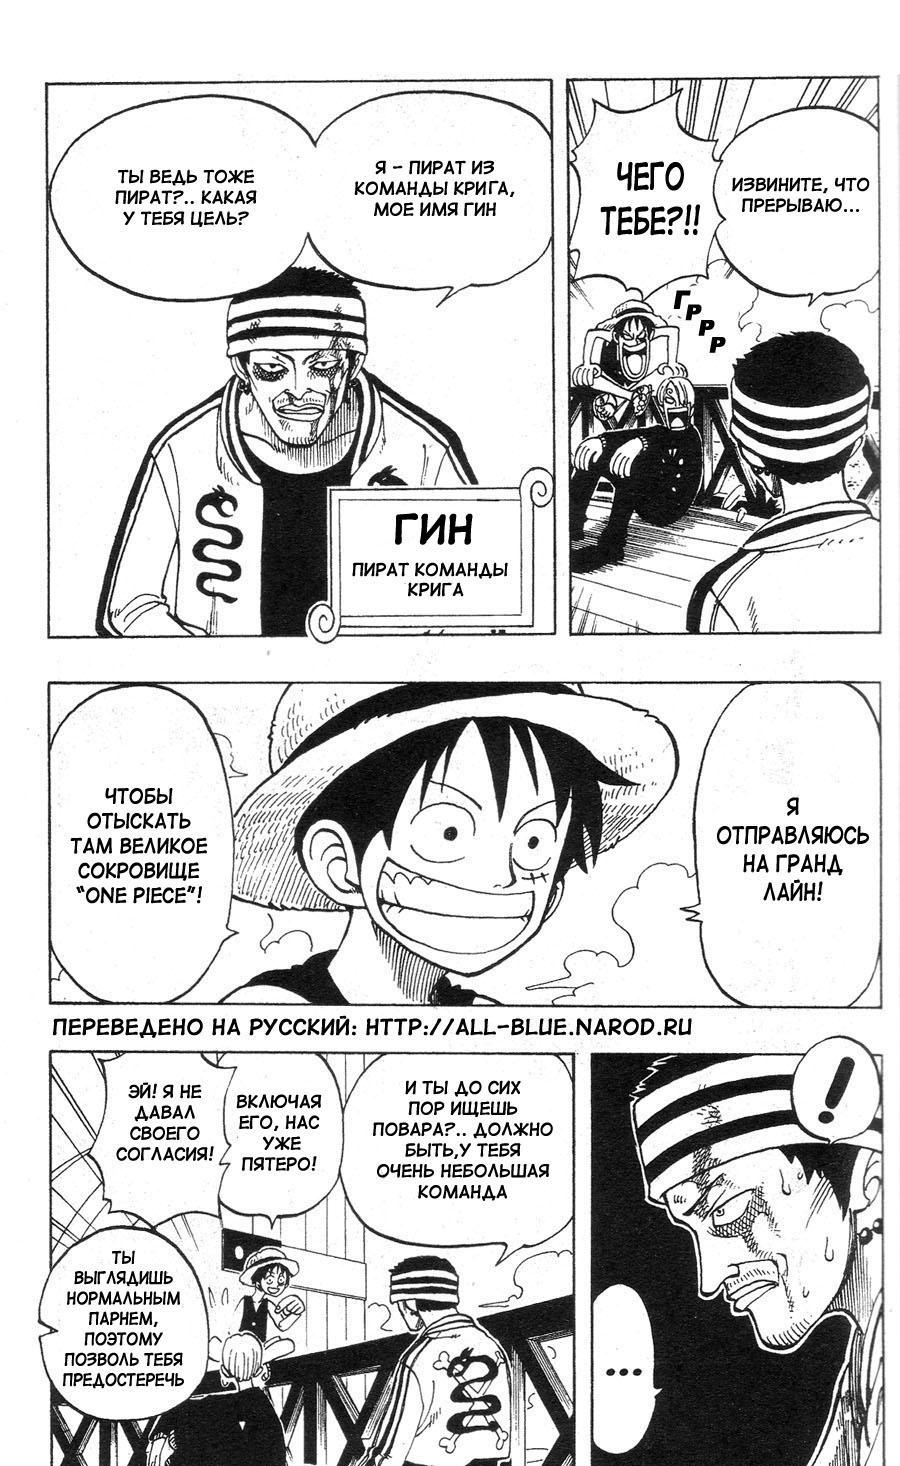 ИЗВИНИТЕ, ЧТО
ПРЕРЫВАЮ...
ЧЕГО
ТЕБЕ?!!
ГРРР
Я - ПИРАТ ИЗ
КОМАНДЫ КРИГА,
МОЕ ИМЯ ГИН
ТЫ ВЕДЬ ТОЖЕ
ПИРАТ?.. КАКАЯ
У ТЕБЯ ЦЕЛЬ?
ГИН
ПИРАТ КОМАНДЫ
КРИГА
Я
ОТПРАВЛЯЮСЬ
НА ГРАНД
ЛАЙН!
ЧТОБЫ
ОТЫСКАТЬ
ТАМ ВЕЛИКОЕ
СОКРОВИЩЕ
"ONE PIECE"!
ПЕРЕВЕДЕНО НА РУССКИЙ: HTTP://ALL-BLUE.NAROD.RU
!
...
И ТЫ ДО СИХ
ПОР ИЩЕШЬ
ПОВАРА?.. ДОЛЖНО
БЫТЬ,У ТЕБЯ
ОЧЕНЬ НЕБОЛЬШАЯ
КОМАНДА
ВКЛЮЧАЯ
ЕГО, НАС
УЖЕ
ПЯТЕРО!
ЭЙ! Я НЕ
ДАВАЛ
СВОЕГО
СОГЛАСИЯ!
ТЫ
ВЫГЛЯДИШЬ
НОРМАЛЬНЫМ
ПАРНЕМ,
ПОЭТОМУ
ПОЗВОЛЬ ТЕБЯ
ПРЕДОСТЕРЕЧЬ